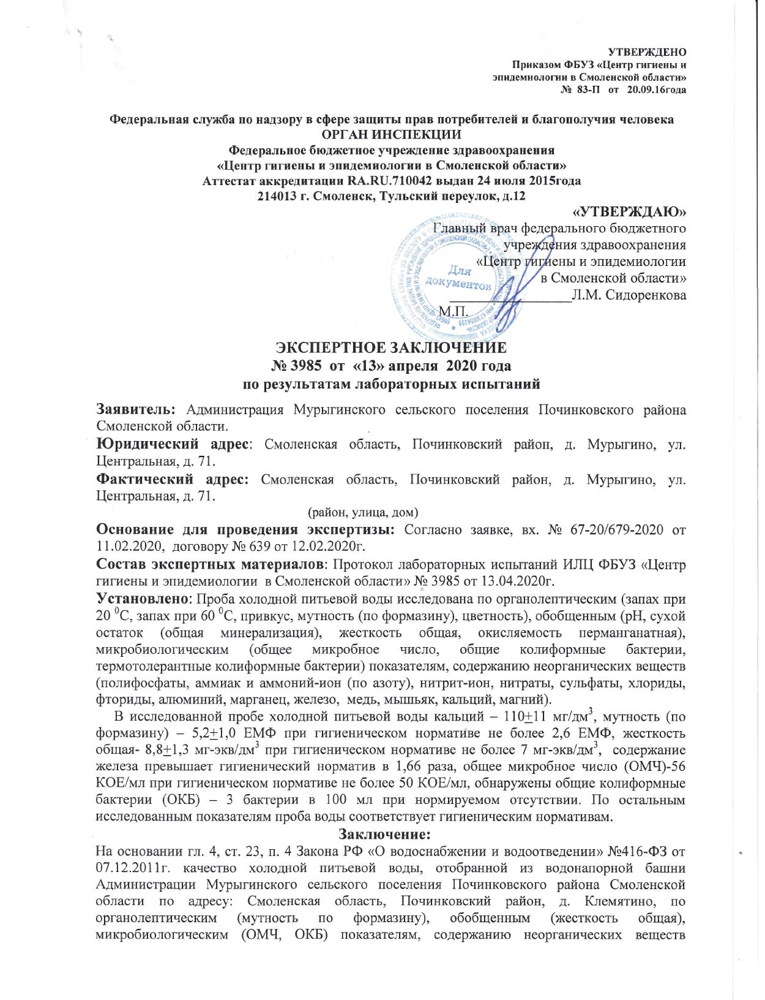 УТВЕРЖДЕНО
Приказом ФБУЗ «Центр гигиены и
эпидемиологии в Смоленской области»
№ 83-П от 20.09.16года
Федеральная служба по надзору в сфере защиты прав потребителей и благополучия человека
ОРГАН ИНСПЕКЦИИ
Федеральное бюджетное учреждение здравоохранения
«Центр гигиены и эпидемиологии в Смоленской области»
Аттестат аккредитации RA.RU.710042 выдан 24 июля 2015года
214013 г. Смоленск, Тульский переулок, д.12
«УТВЕРЖДАЮ»
Главный врач федерального бюджетного
учреждения здравоохранения
«Центр гигиены и эпидемиологии
в Смоленской области»
Л.М. Сидоренкова
М.П.
Для
документов
ЭКСПЕРТНОЕ ЗАКЛЮЧЕНИЕ
№ 3985 от «13» апреля 2020 года
по результатам лабораторных испытаний
Заявитель: Администрация Мурыгинского сельского поселения Починковского района
Смоленской области.
Юридический адрес: Смоленская область, Починковский район, д. Мурыгино, ул.
Центральная, д. 71.
Фактический адрес: Смоленская область, Починковский район, д. Мурыгино, ул.
Центральная, д. 71.
(район, улица, дом)
Основание для проведения экспертизы: Согласно заявке, вх. № 67-20/679-2020 от
11.02.2020, договору № 639 от 12.02.2020г.
Состав экспертных материалов: Протокол лабораторных испытаний ИЛЦ ФБУЗ «Центр
гигиены и эпидемиологии в Смоленской области» № 3985 от 13.04.2020г.
Установлено: Проба холодной питьевой воды исследована по органолептическим (запах при
20 ⁰С, запах при 60 ⁰С, привкус, мутность (по формазину), цветность), обобщенным (рН, сухой
остаток (общая минерализация), жесткость общая, окисляемость перманганатная),
микробиологическим (общее микробное число, общие колиформные бактерии,
термотолерантные колиформные бактерии) показателям, содержанию неорганических веществ
(полифосфаты, аммиак и аммоний-ион (по азоту), нитрит-ион, нитраты, сульфаты, хлориды,
фториды, алюминий, марганец, железо, медь, мышьяк, кальций, магний).
В исследованной пробе холодной питьевой воды кальций – 110±11 мг/дм³, мутность (по
формазину) – 5,2±1,0 ЕМФ при гигиеническом нормативе не более 2,6 ЕМФ, жесткость
общая- 8,8±1,3 мг-экв/дм³ при гигиеническом нормативе не более 7 мг-экв/дм³, содержание
железа превышает гигиенический норматив в 1,66 раза, общее микробное число (ОМЧ)-56
КОЕ/мл при гигиеническом нормативе не более 50 КОЕ/мл, обнаружены общие колиформные
бактерии (ОКБ) – 3 бактерии в 100 мл при нормируемом отсутствии. По остальным
исследованным показателям проба воды соответствует гигиеническим нормативам.
Заключение:
На основании гл. 4, ст. 23, п. 4 Закона РФ «О водоснабжении и водоотведении» №416-ФЗ от
07.12.2011г. качество холодной питьевой воды, отобранной из водонапорной башни
Администрации Мурыгинского сельского поселения Починковского района Смоленской
области по адресу: Смоленская область, Починковский район, д. Клемятино, по
органолептическим (мутность по формазину), обобщенным (жесткость общая),
микробиологическим (ОМЧ, ОКБ) показателям, содержанию неорганических веществ